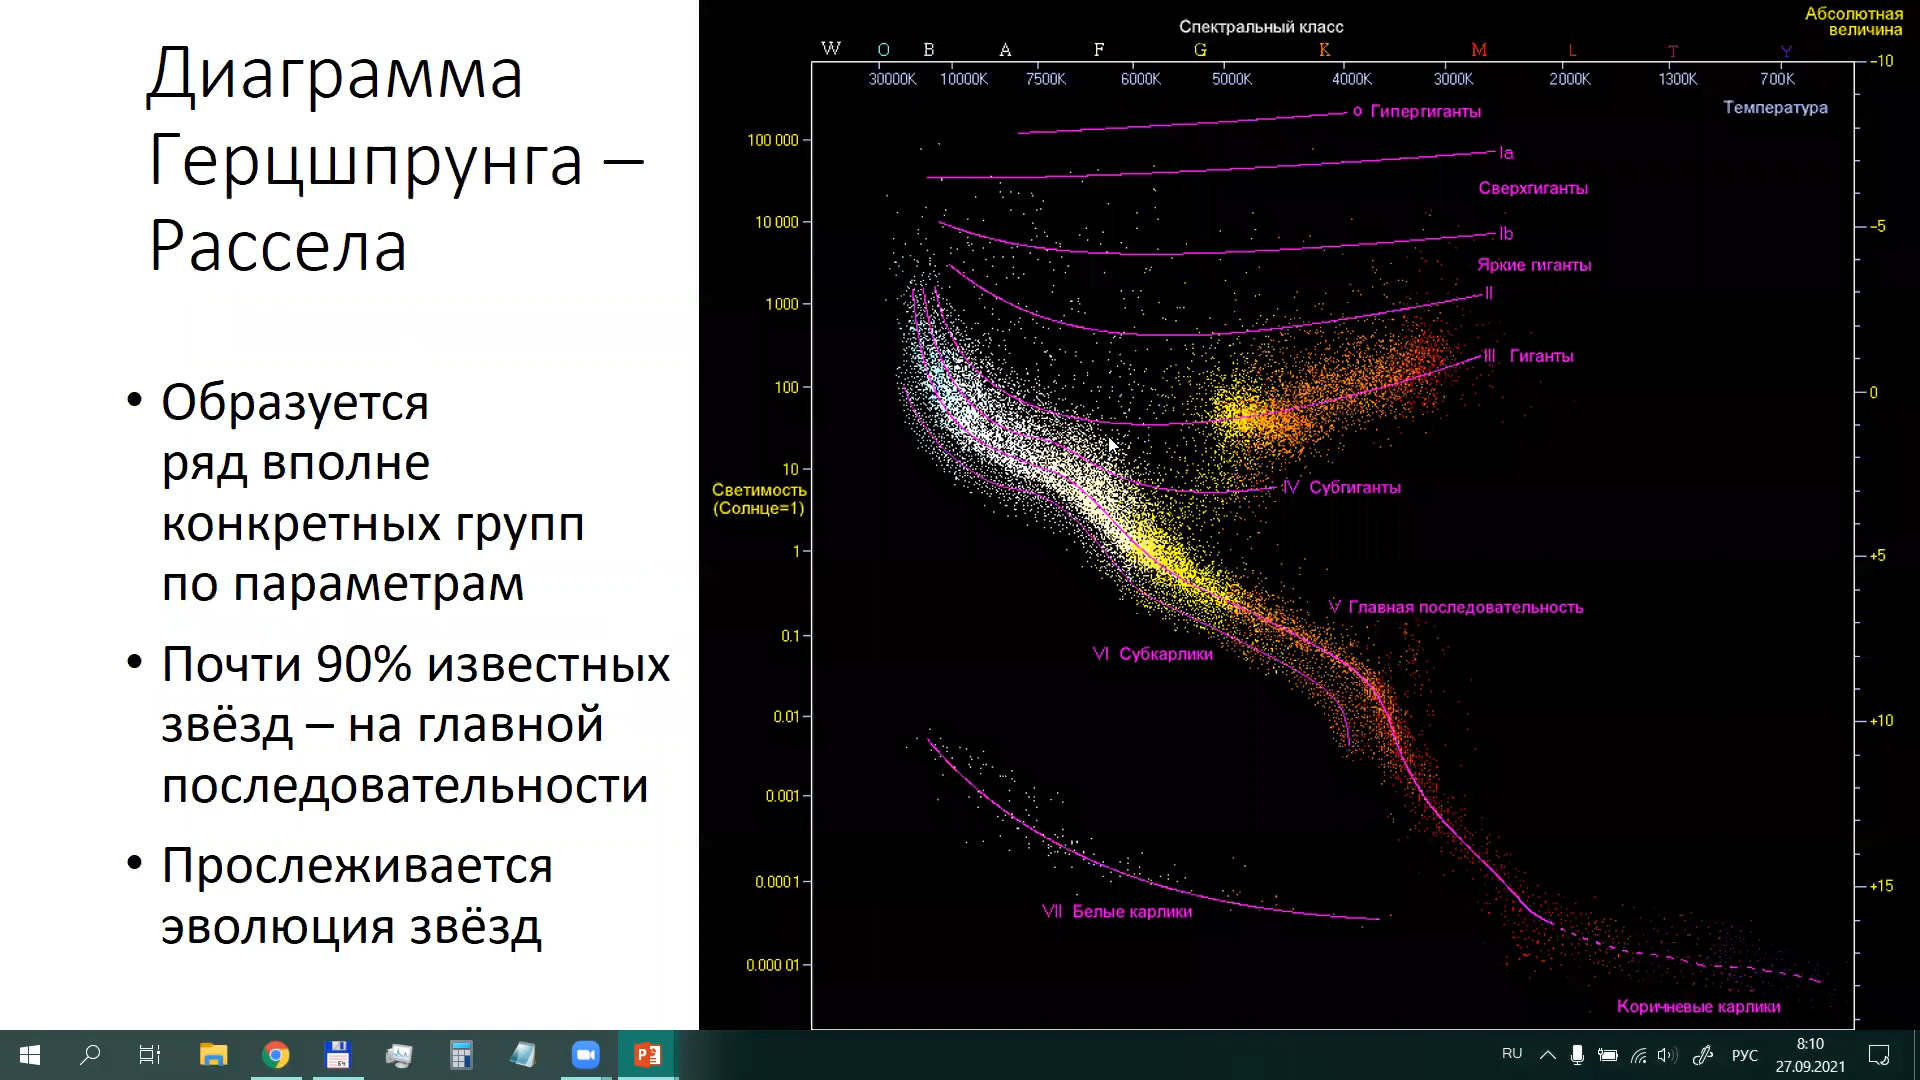 Диаграмма
Герцшпрунга –
Рассела
• Образуется
ряд вполне
конкретных групп
по параметрам
• Почти 90% известных
звёзд – на главной
последовательности
• Прослеживается
эволюция звёзд
Спектральный класс
Абсолютная
величина
W O B A F G K M L T Y
30000K 10000K 7500K 6000K 5000K 4000K 3000K 2000K 1300K 700K
Температура
-10
-5
0
+5
+10
+15
100 000
10 000
1000
100
10
Светимость
(Солнце=1)
1
0.1
0.01
0.001
0.0001
0.000 01
o Гипергиганты
Ia
Сверхгиганты
Ib
Яркие гиганты
II
III Гиганты
IV Субгиганты
V Главная последовательность
VI Субкарлики
VII Белые карлики
Коричневые карлики
64
RU
РУС
8:10
27.09.2021